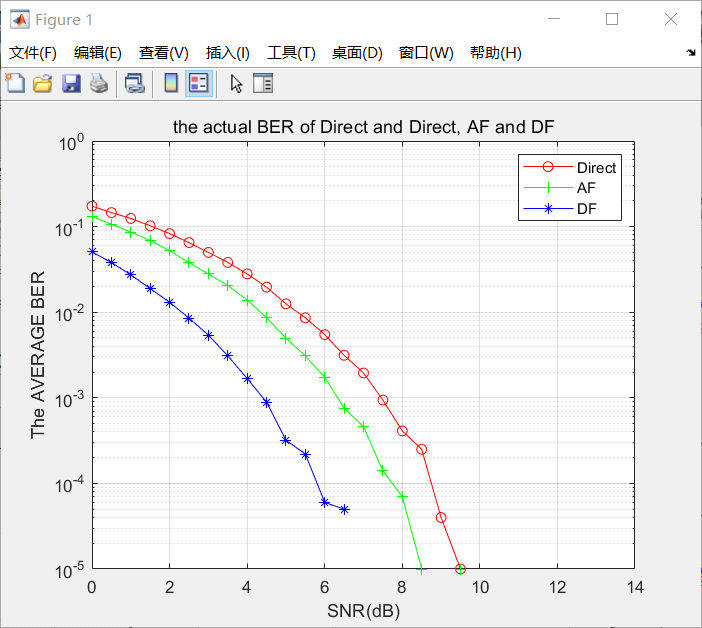 Figure 1
文件(F) 编辑(E) 查看(V) 插入(I) 工具(T) 桌面(D) 窗口(W) 帮助(H)
the actual BER of Direct and Direct, AF and DF
Direct
AF
DF
The AVERAGE BER
10^0
10^-1
10^-2
10^-3
10^-4
10^-5
0 2 4 6 8 10 12 14
SNR(dB)